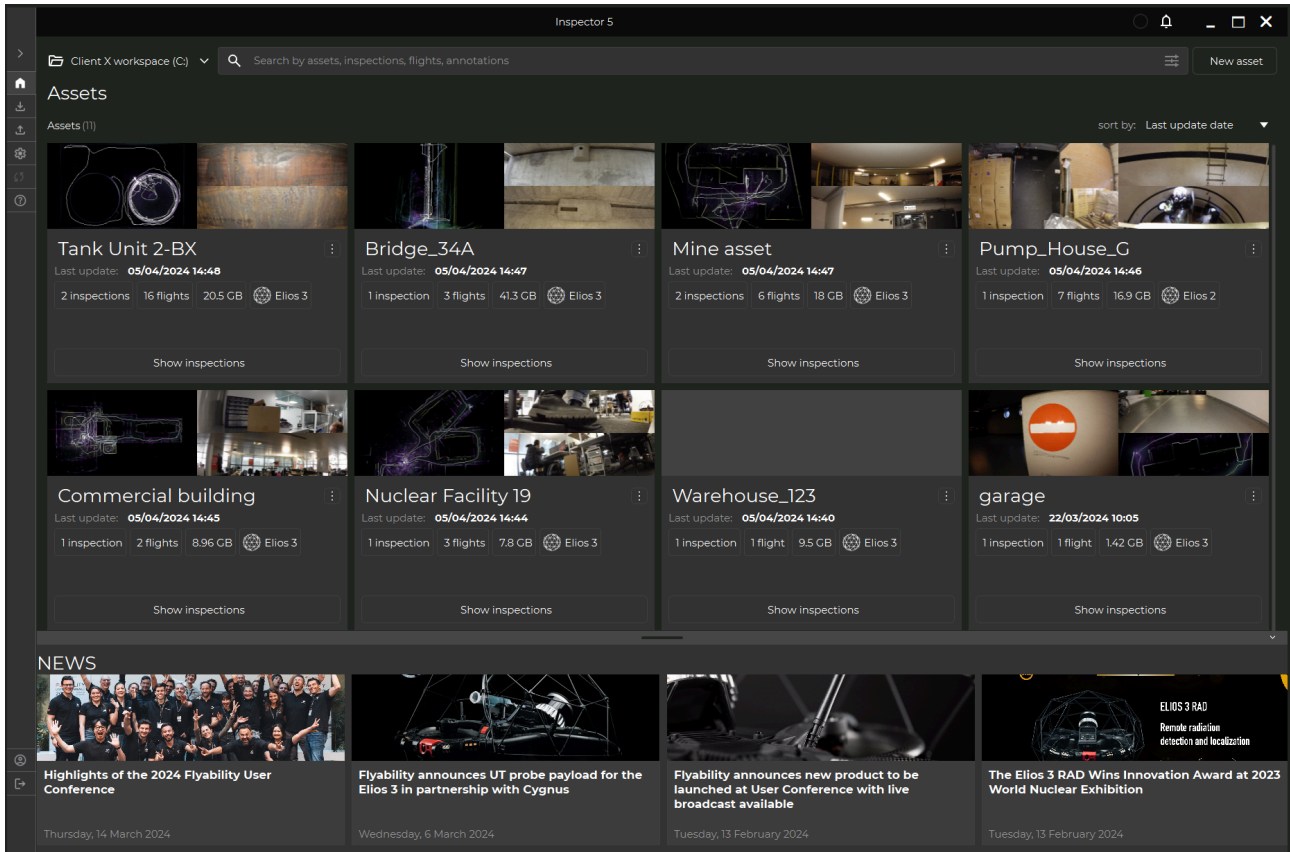 Inspector 5
Client X workspace (C:)
Search by assets, inspections, flights, annotations
New asset
Assets
Assets (11)
sort by: Last update date
Tank Unit 2-BX
Last update: 05/04/2024 14:48
2 inspections 16 flights 20.5 GB Elios 3
Show inspections
Bridge_34A
Last update: 05/04/2024 14:47
1 inspection 3 flights 41.3 GB Elios 3
Show inspections
Mine asset
Last update: 05/04/2024 14:47
2 inspections 6 flights 18 GB Elios 3
Show inspections
Pump_House_G
Last update: 05/04/2024 14:46
1 inspection 7 flights 16.9 GB Elios 2
Show inspections
Commercial building
Last update: 05/04/2024 14:45
1 inspection 2 flights 8.96 GB Elios 3
Show inspections
Nuclear Facility 19
Last update: 05/04/2024 14:44
1 inspection 3 flights 7.8 GB Elios 3
Show inspections
Warehouse_123
Last update: 05/04/2024 14:40
1 inspection 1 flight 9.5 GB Elios 3
Show inspections
garage
Last update: 22/03/2024 10:05
1 inspection 1 flight 1.42 GB Elios 3
Show inspections
NEWS
Highlights of the 2024 Flyability User
Conference
Thursday, 14 March 2024
Flyability announces UT probe payload for the
Elios 3 in partnership with Cygnus
Wednesday, 6 March 2024
Flyability announces new product to be
launched at User Conference with live
broadcast available
Tuesday, 13 February 2024
ELIOS 3 RAD
Remote radiation
detection and localization
The Elios 3 RAD Wins Innovation Award at 2023
World Nuclear Exhibition
Tuesday, 13 February 2024